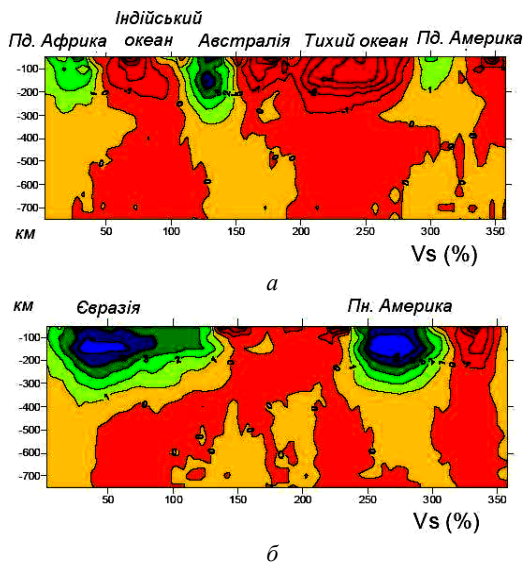 Індійський
Пд. Африка океан Австралія Тихий океан Пд. Америка
-100
-200
-300
-400
-500
-600
-700
км
50 100 150 200 250 300 350
Vs (%)
а
км Євразія Пн. Америка
-100
-200
-300
-400
-500
-600
-700
50 100 150 200 250 300 350
Vs (%)
б